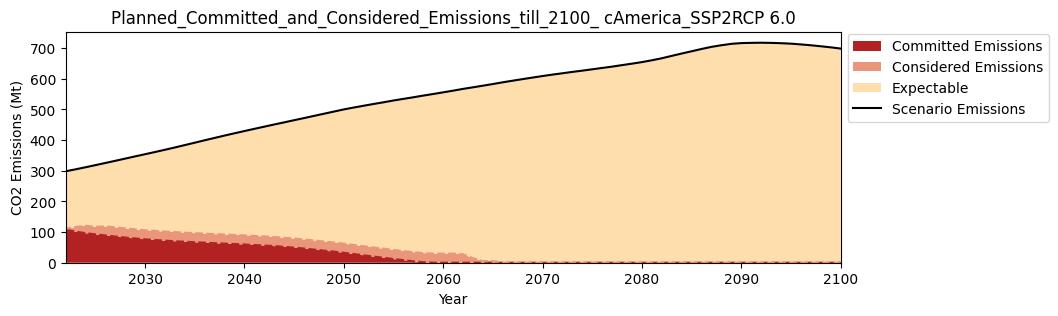 Planned_Committed_and_Considered_Emissions_till_2100_ cAmerica_SSP2RCP 6.0
CO2 Emissions (Mt)
700
600
500
400
300
200
100
0
2030 2040 2050 2060 2070 2080 2090 2100
Year
Committed Emissions
Considered Emissions
Expectable
Scenario Emissions